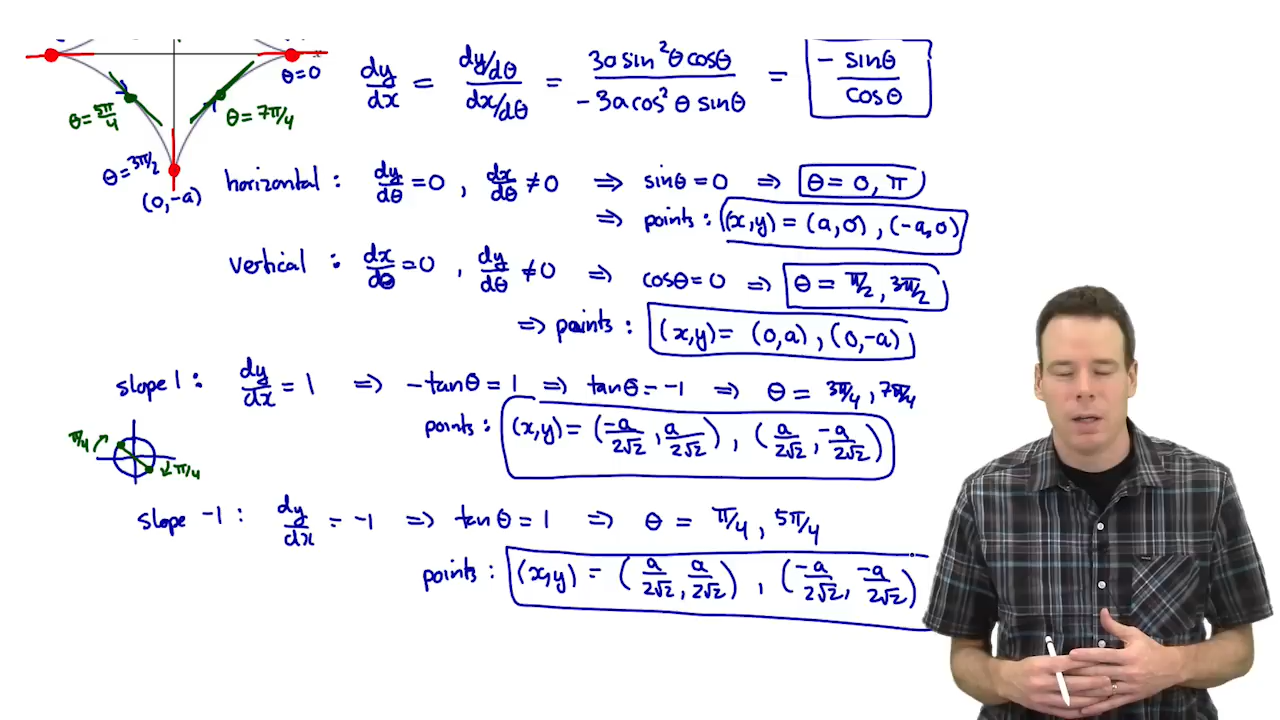 θ=0
dy/dx = (dy/dθ)/(dx/dθ) = (3a sin²θ cosθ)/(-3a cos²θ sinθ) = - sinθ/cosθ
θ=5π/4
θ=7π/4
θ=3π/2
(0,-a)
horizontal : dy/dθ=0 , dx/dθ≠0 ⇒ sinθ=0 ⇒ θ=0, π
⇒ points: (x,y) = (a,0) , (-a,0)
vertical : dx/dθ=0 , dy/dθ≠0 ⇒ cosθ=0 ⇒ θ = π/2, 3π/2
⇒ points : (x,y) = (0,a) , (0,-a)
slope 1 : dy/dx = 1 ⇒ -tanθ = 1 ⇒ tanθ = -1 ⇒ θ = 3π/4, 7π/4
points : (x,y) = (-a/2√2, a/2√2) , (a/2√2, -a/2√2)
π/4
π/4
slope -1 : dy/dx = -1 ⇒ tanθ = 1 ⇒ θ = π/4, 5π/4
points : (x,y) = (a/2√2, a/2√2) , (-a/2√2, -a/2√2)